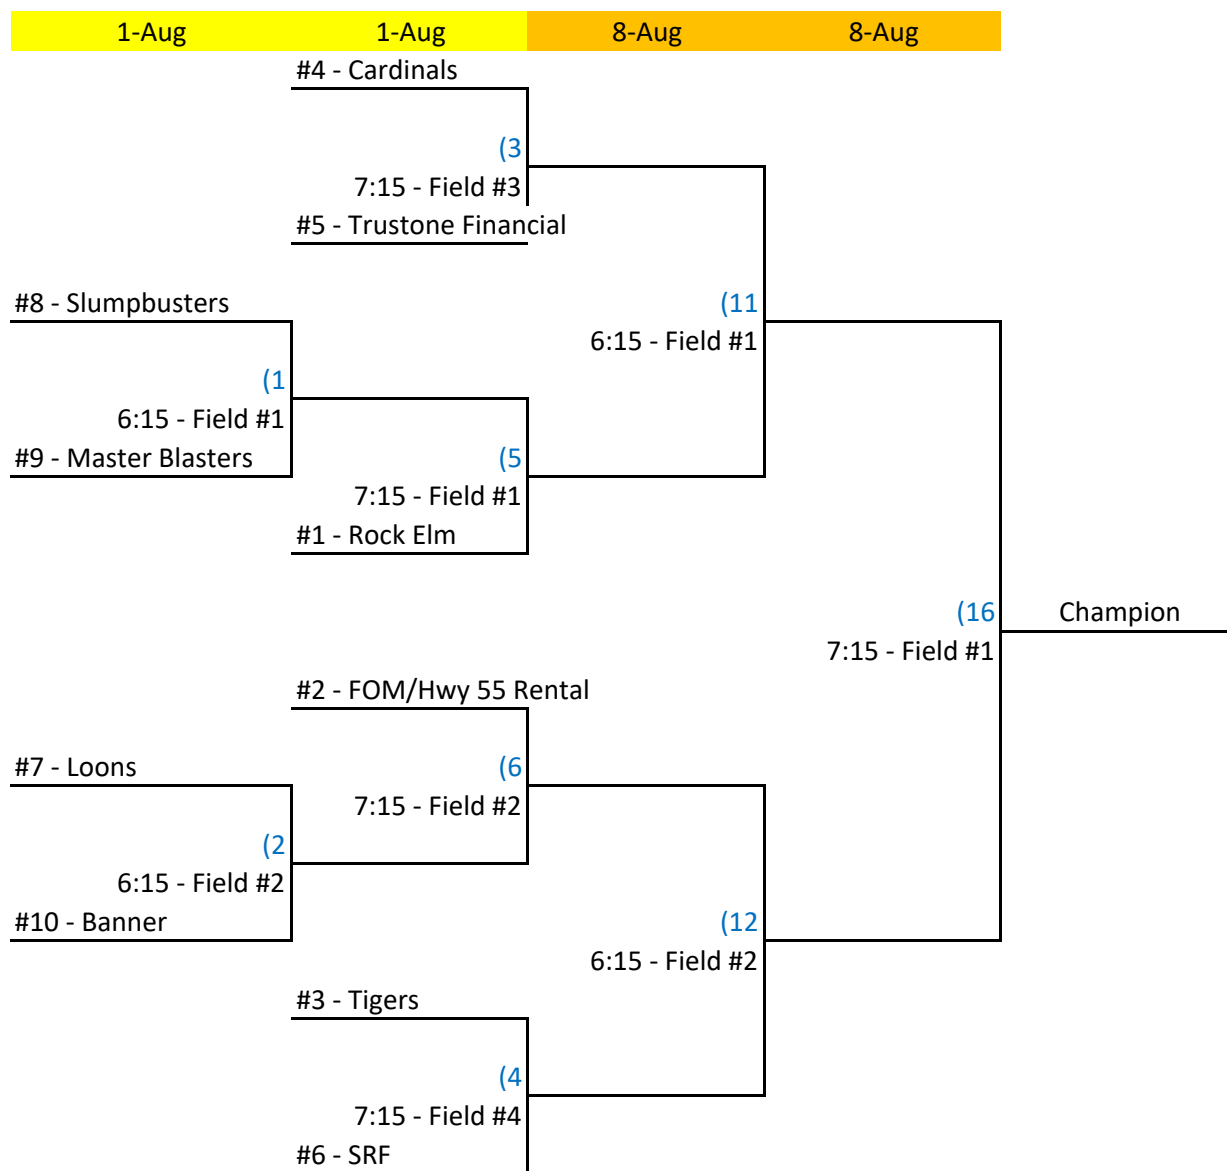 1-Aug 1-Aug 8-Aug 8-Aug
#4 - Cardinals
(3
7:15 - Field #3
#5 - Trustone Financial
#8 - Slumpbusters
(11
6:15 - Field #1
(1
6:15 - Field #1
#9 - Master Blasters
(5
7:15 - Field #1
#1 - Rock Elm
(16
Champion
7:15 - Field #1
#2 - FOM/Hwy 55 Rental
#7 - Loons
(6
7:15 - Field #2
(2
6:15 - Field #2
#10 - Banner
(12
6:15 - Field #2
#3 - Tigers
(4
7:15 - Field #4
#6 - SRF